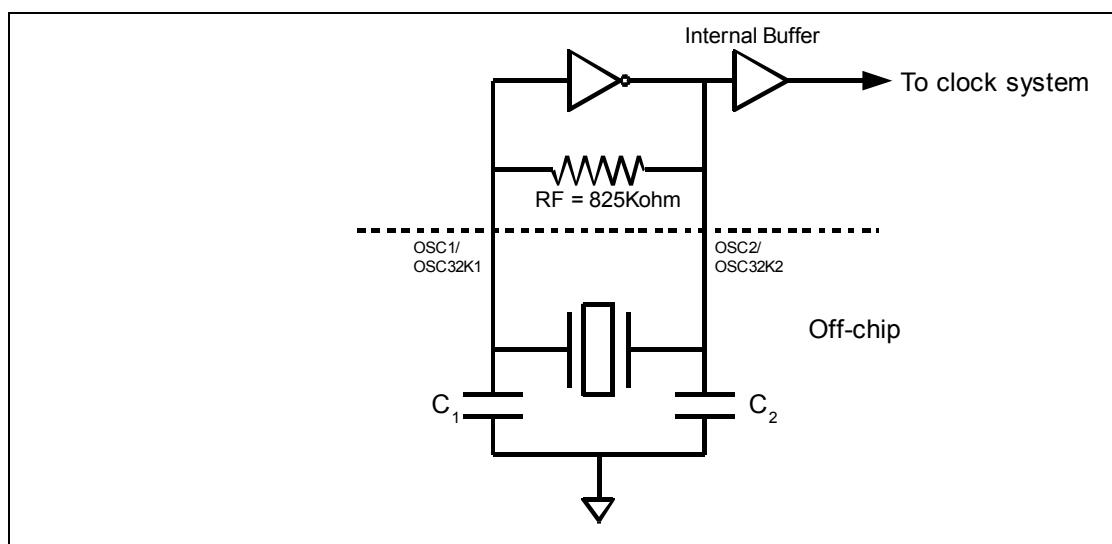 Internal Buffer
To clock system
RF = 825Kohm
OSC1/
OSC32K1
OSC2/
OSC32K2
Off-chip
C1
C2